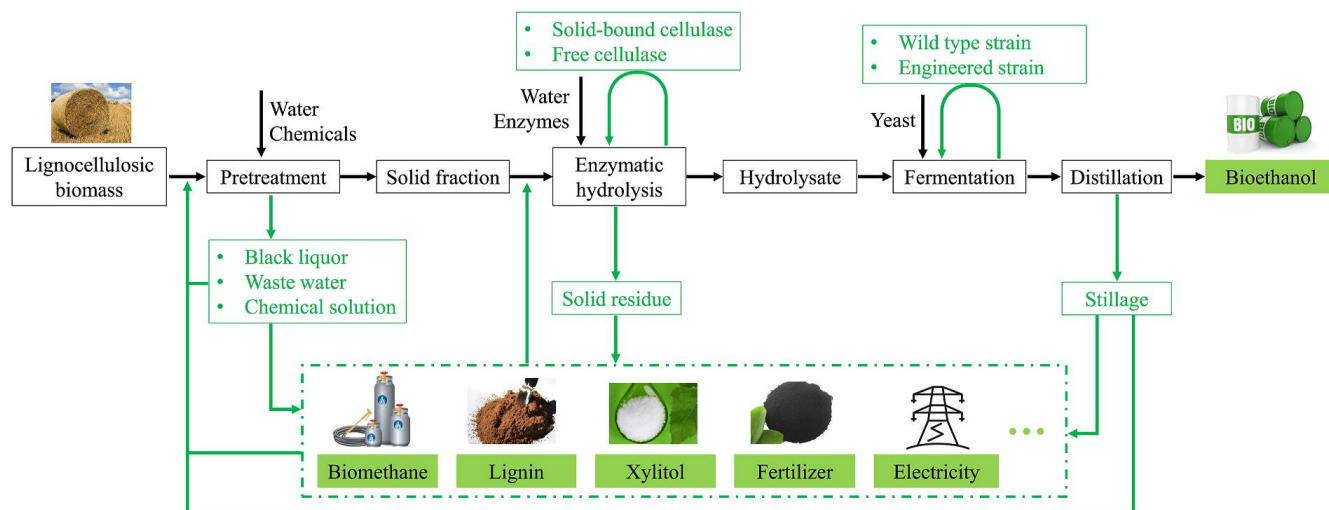 • Solid-bound cellulase
• Free cellulase
• Wild type strain
• Engineered strain
Water
Chemicals
Water
Enzymes
Yeast
BIO
Lignocellulosic
biomass
Pretreatment
Solid fraction
Enzymatic
hydrolysis
Hydrolysate
Fermentation
Distillation
Bioethanol
• Black liquor
• Waste water
• Chemical solution
Solid residue
Stillage
Biomethane
Lignin
Xylitol
Fertilizer
Electricity